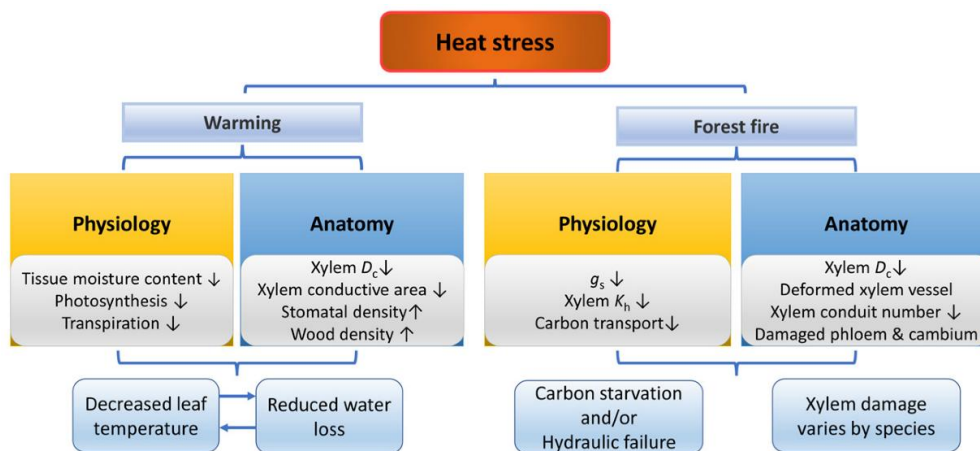 Heat stress
Warming
Forest fire
Physiology
Tissue moisture content ↓
Photosynthesis ↓
Transpiration ↓
Anatomy
Xylem Dc↓
Xylem conductive area ↓
Stomatal density↑
Wood density ↑
Physiology
gs ↓
Xylem Kh ↓
Carbon transport↓
Anatomy
Xylem Dc↓
Deformed xylem vessel
Xylem conduit number ↓
Damaged phloem & cambium
Decreased leaf
temperature
Reduced water
loss
Carbon starvation
and/or
Hydraulic failure
Xylem damage
varies by species